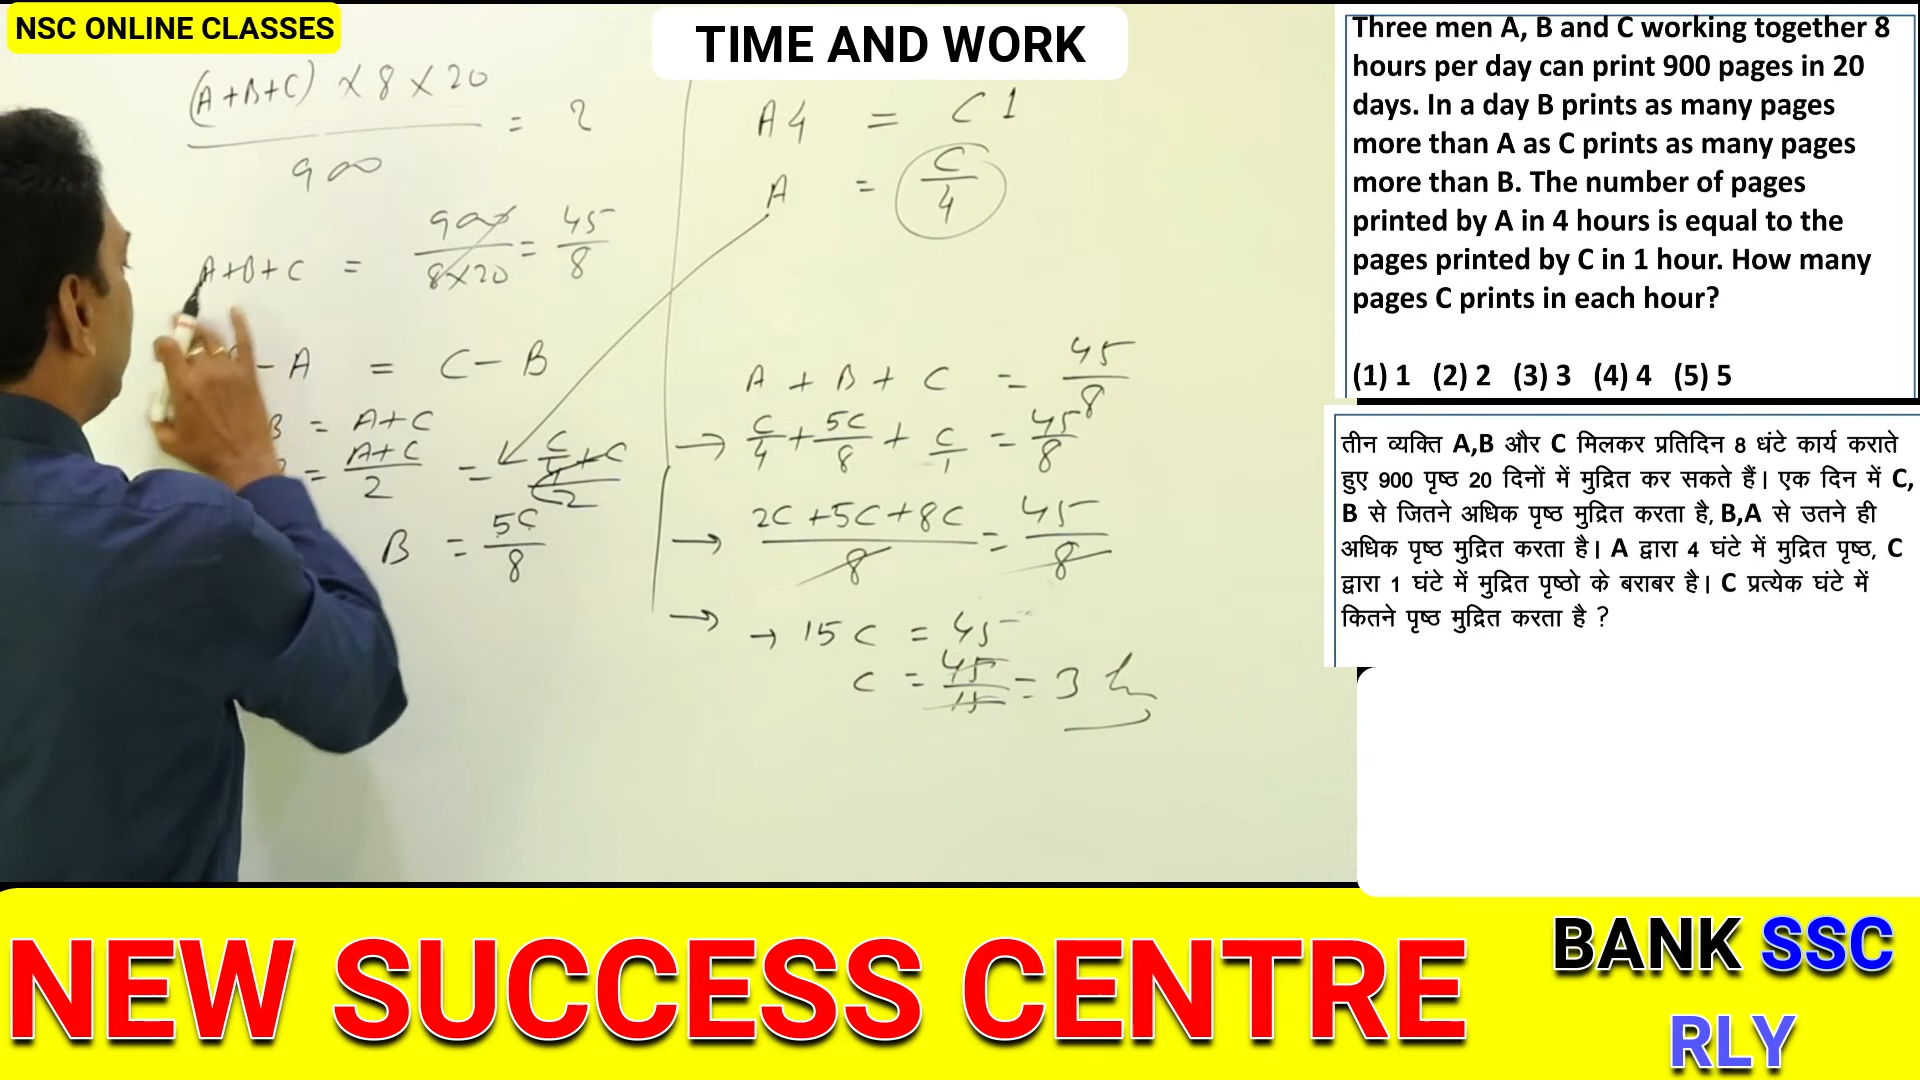 NSC ONLINE CLASSES
TIME AND WORK
(A+B+C) × 8 × 20
900
= 2
A+B+C = 900/8×20 = 45/8
- A = C - B
B = A+C
= A+C/2 =
B = 5C/8
A 4 = C 1
A = C/4
A + B + C = 45/8
→ C/4 + 5C/8 + C/1 = 45/8
→ 2C + 5C + 8C/8 = 45/8
→ → 15C = 45
C = 45/15 = 3
Three men A, B and C working together 8
hours per day can print 900 pages in 20
days. In a day B prints as many pages
more than A as C prints as many pages
more than B. The number of pages
printed by A in 4 hours is equal to the
pages printed by C in 1 hour. How many
pages C prints in each hour?
(1) 1 (2) 2 (3) 3 (4) 4 (5) 5
तीन व्यक्ति A,B और C मिलकर प्रतिदिन 8 धंटे कार्य कराते
हुए 900 पृष्ठ 20 दिनों में मुद्रित कर सकते हैं। एक दिन में C,
B से जितने अधिक पृष्ठ मुद्रित करता है, B,A से उतने ही
अधिक पृष्ठ मुद्रित करता है। A द्वारा 4 घंटे में मुद्रित पृष्ठ, C
द्वारा 1 घंटे में मुद्रित पृष्ठो के बराबर है। C प्रत्येक घंटे में
कितने पृष्ठ मुद्रित करता है ?
NEW SUCCESS CENTRE
BANK SSC
RLY